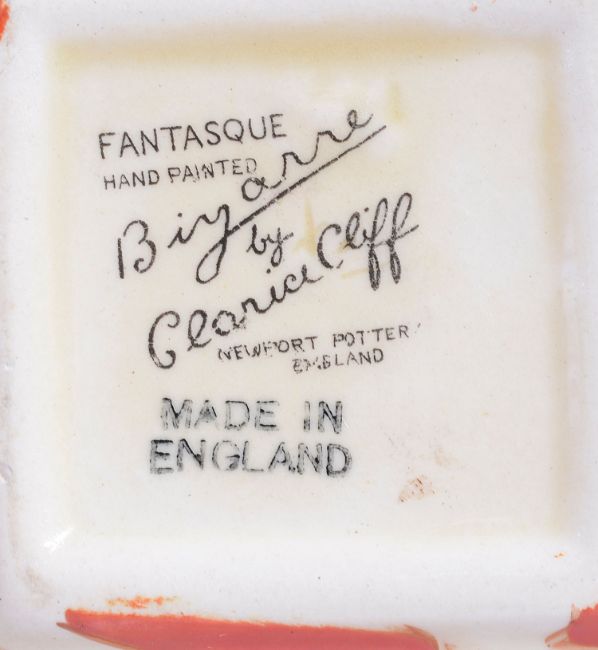 FANTASQUE
HAND PAINTED
Bizarre
by
Clarice Cliff
NEWPORT POTTERY
ENGLAND
MADE IN
ENGLAND